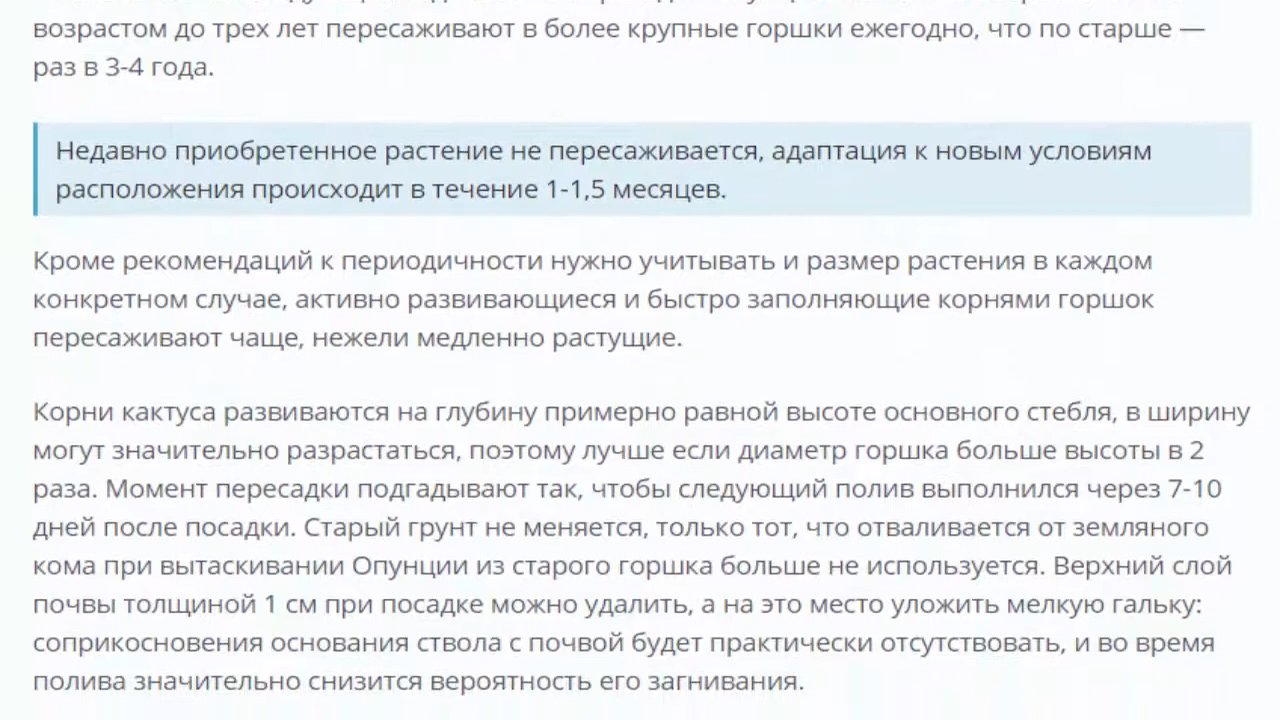 возрастом до трех лет пересаживают в более крупные горшки ежегодно, что по старше —
раз в 3-4 года.
Недавно приобретенное растение не пересаживается, адаптация к новым условиям
расположения происходит в течение 1-1,5 месяцев.
Кроме рекомендаций к периодичности нужно учитывать и размер растения в каждом
конкретном случае, активно развивающиеся и быстро заполняющие корнями горшок
пересаживают чаще, нежели медленно растущие.
Корни кактуса развиваются на глубину примерно равной высоте основного стебля, в ширину
могут значительно разрастаться, поэтому лучше если диаметр горшка больше высоты в 2
раза. Момент пересадки подгадывают так, чтобы следующий полив выполнился через 7-10
дней после посадки. Старый грунт не меняется, только тот, что отваливается от земляного
кома при вытаскивании Опунции из старого горшка больше не используется. Верхний слой
почвы толщиной 1 см при посадке можно удалить, а на это место уложить мелкую гальку:
соприкосновения основания ствола с почвой будет практически отсутствовать, и во время
полива значительно снизится вероятность его загнивания.